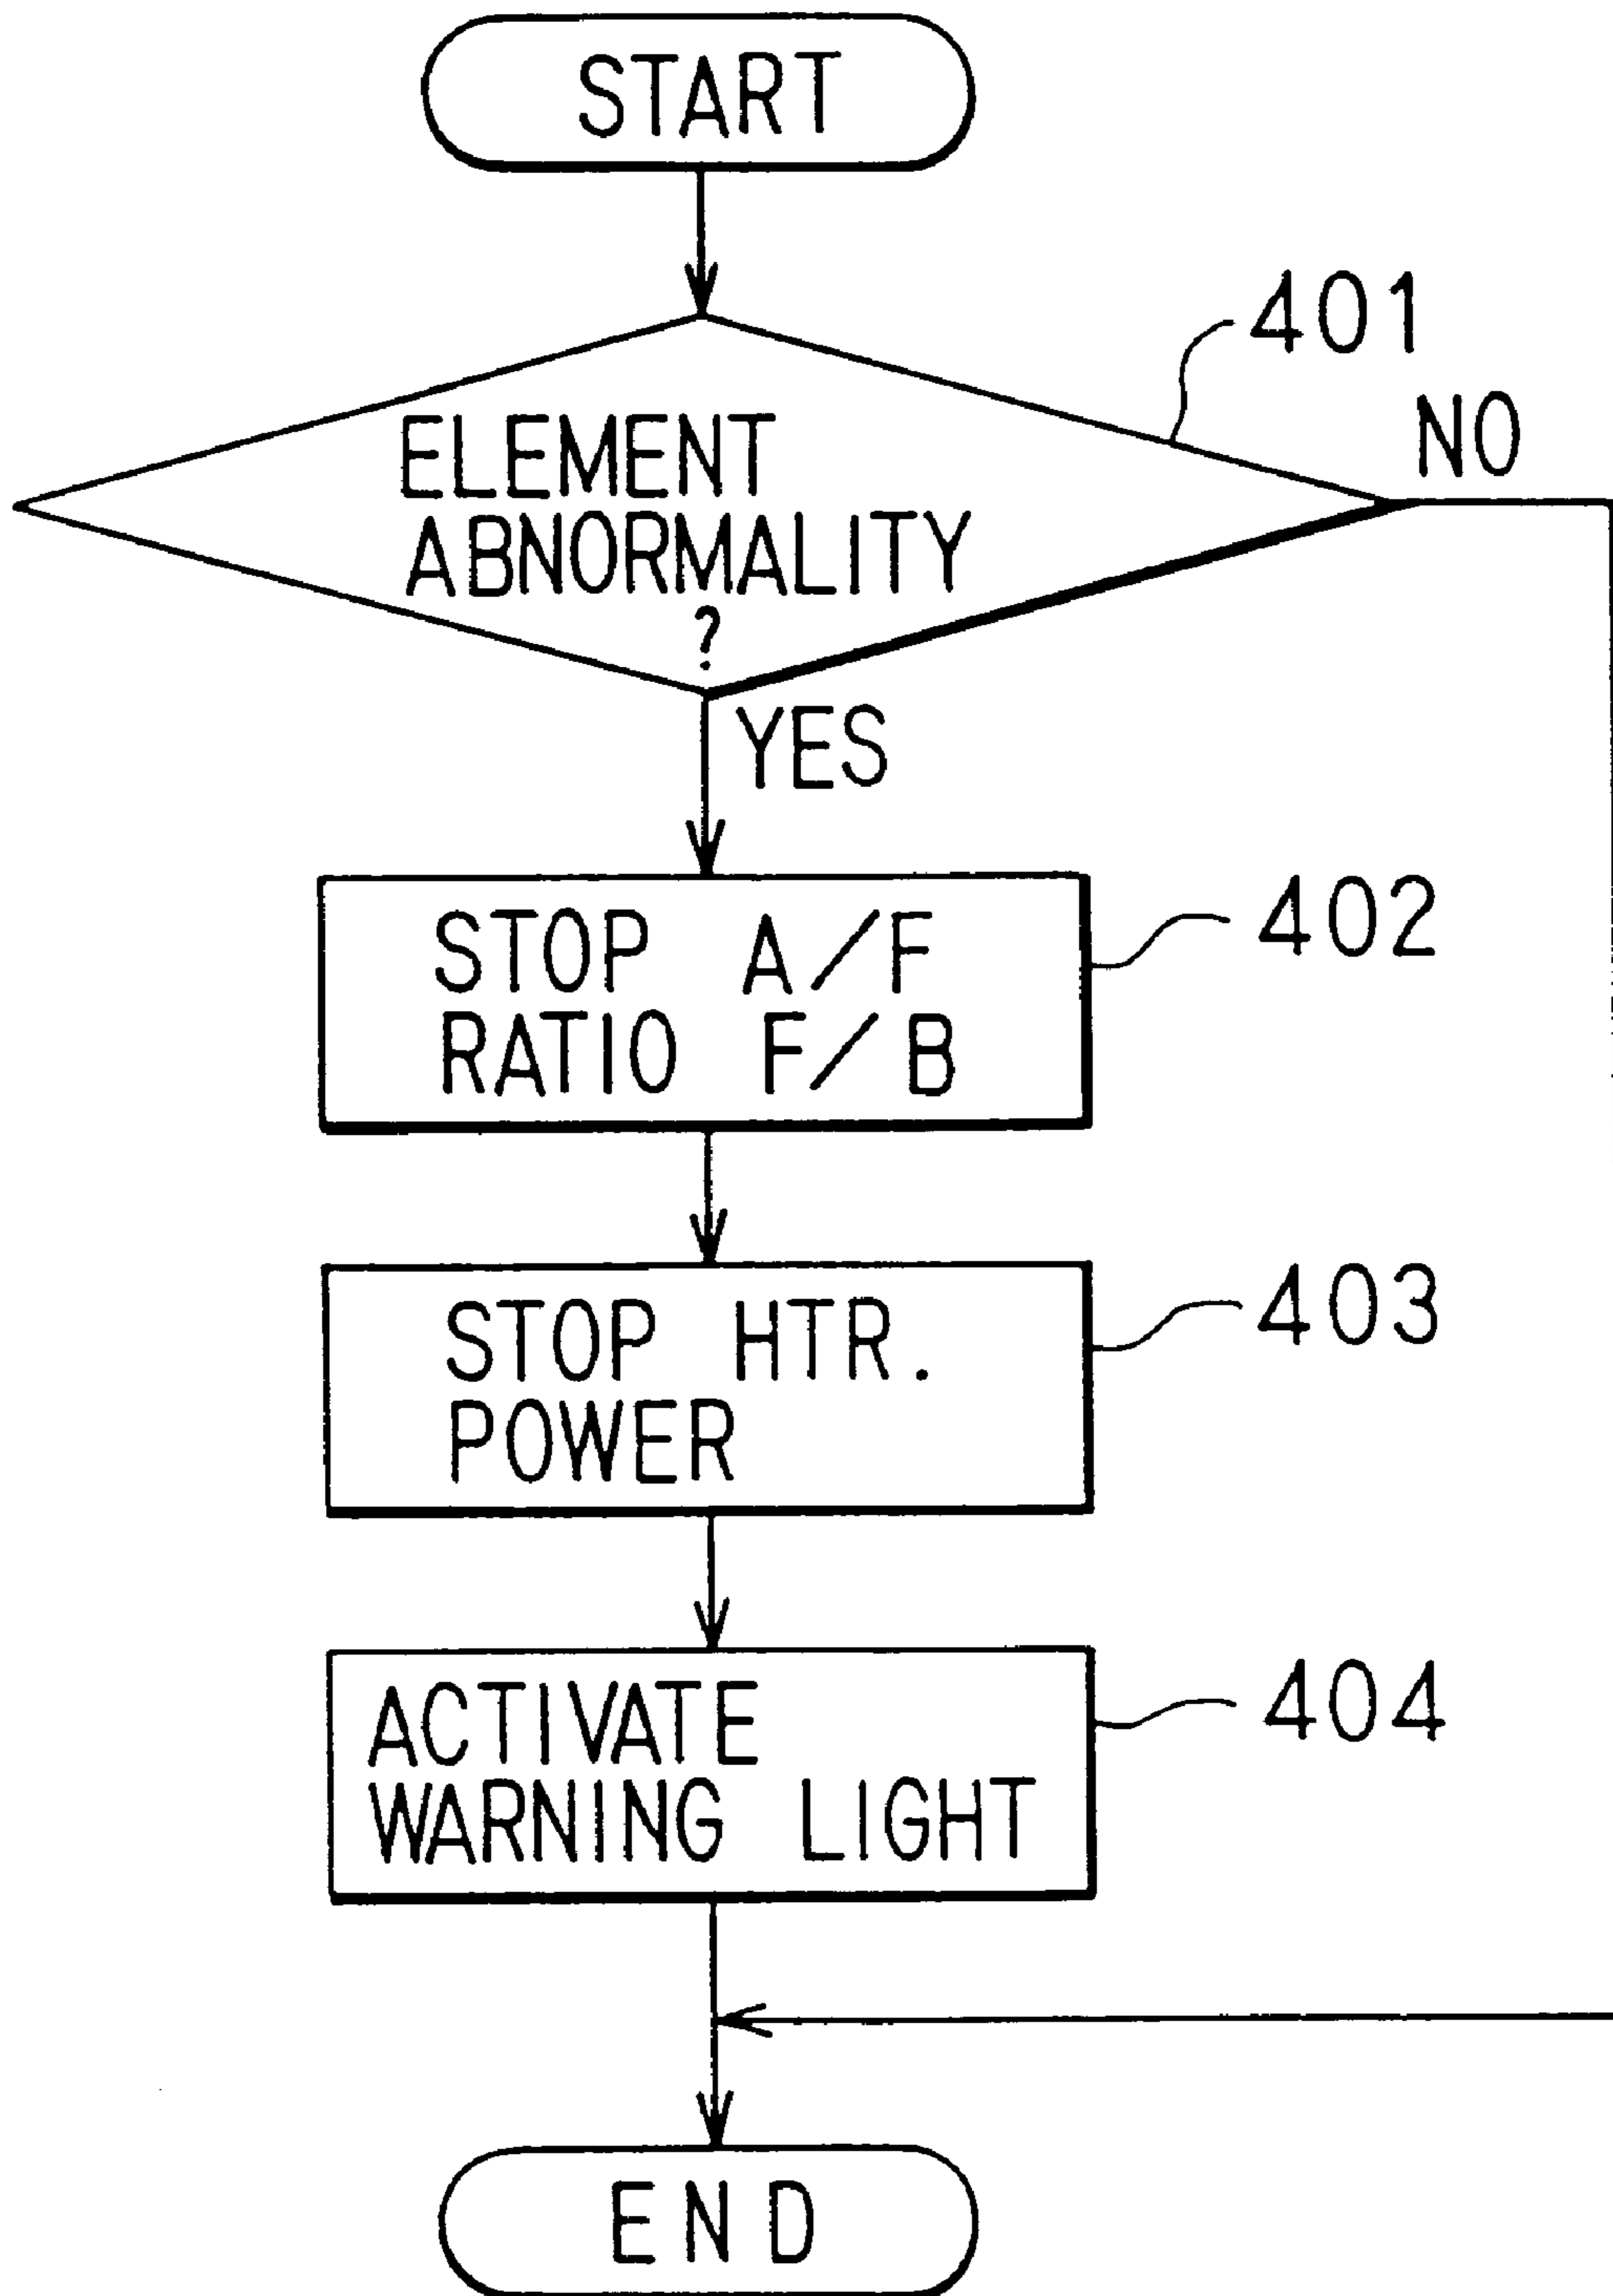 START
401
NO
ELEMENT
ABNORMALITY
?
YES
STOP A/F
RATIO F/B
402
STOP HTR.
POWER
403
ACTIVATE
WARNING LIGHT
404
END